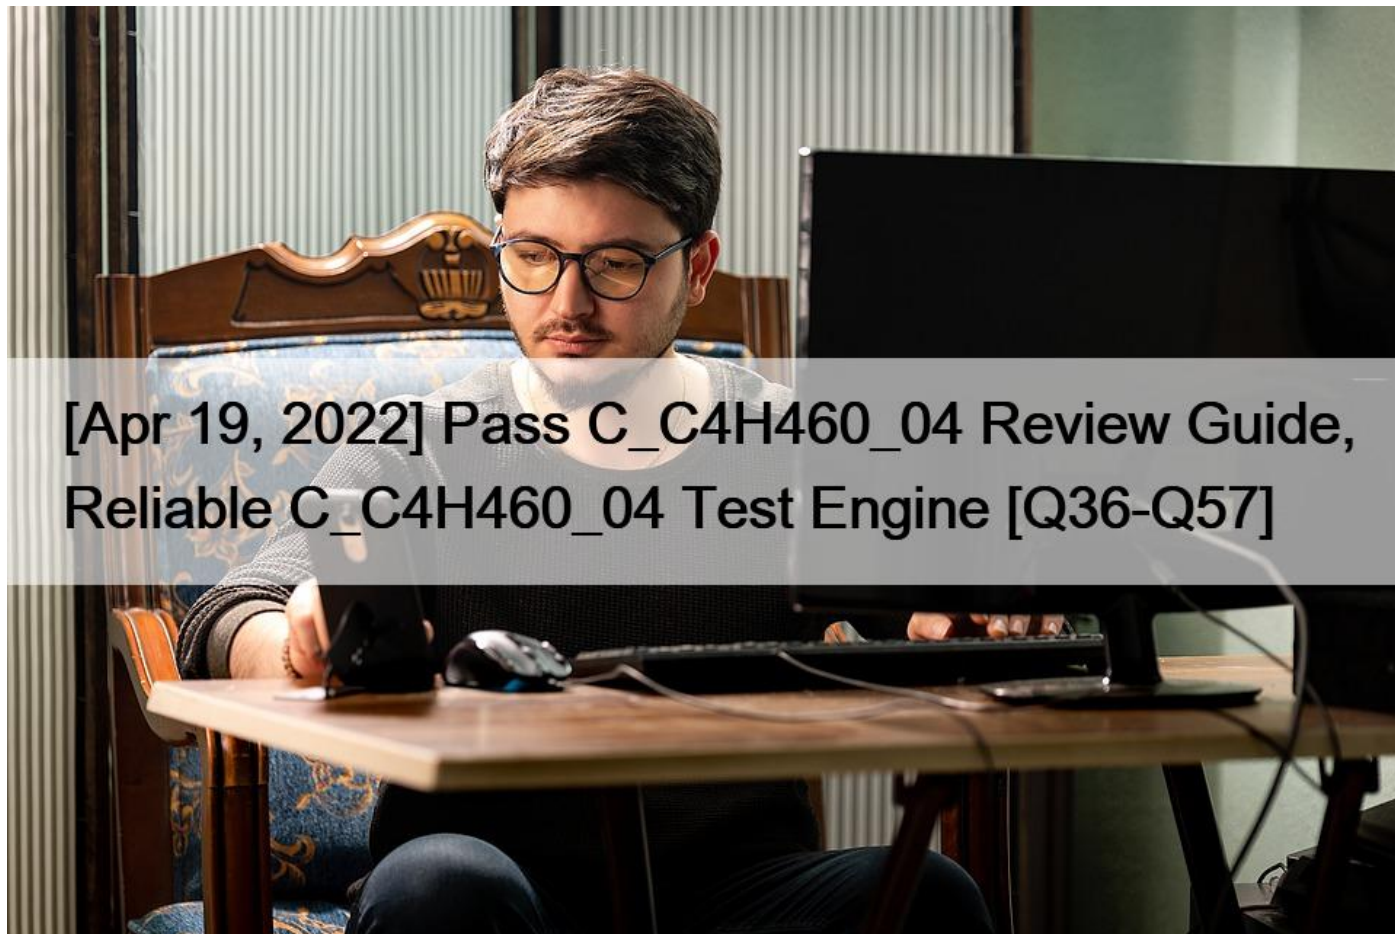 [Apr 19, 2022] Pass C_C4H460_04 Review Guide,
Reliable C_C4H460_04 Test Engine [Q36-Q57]